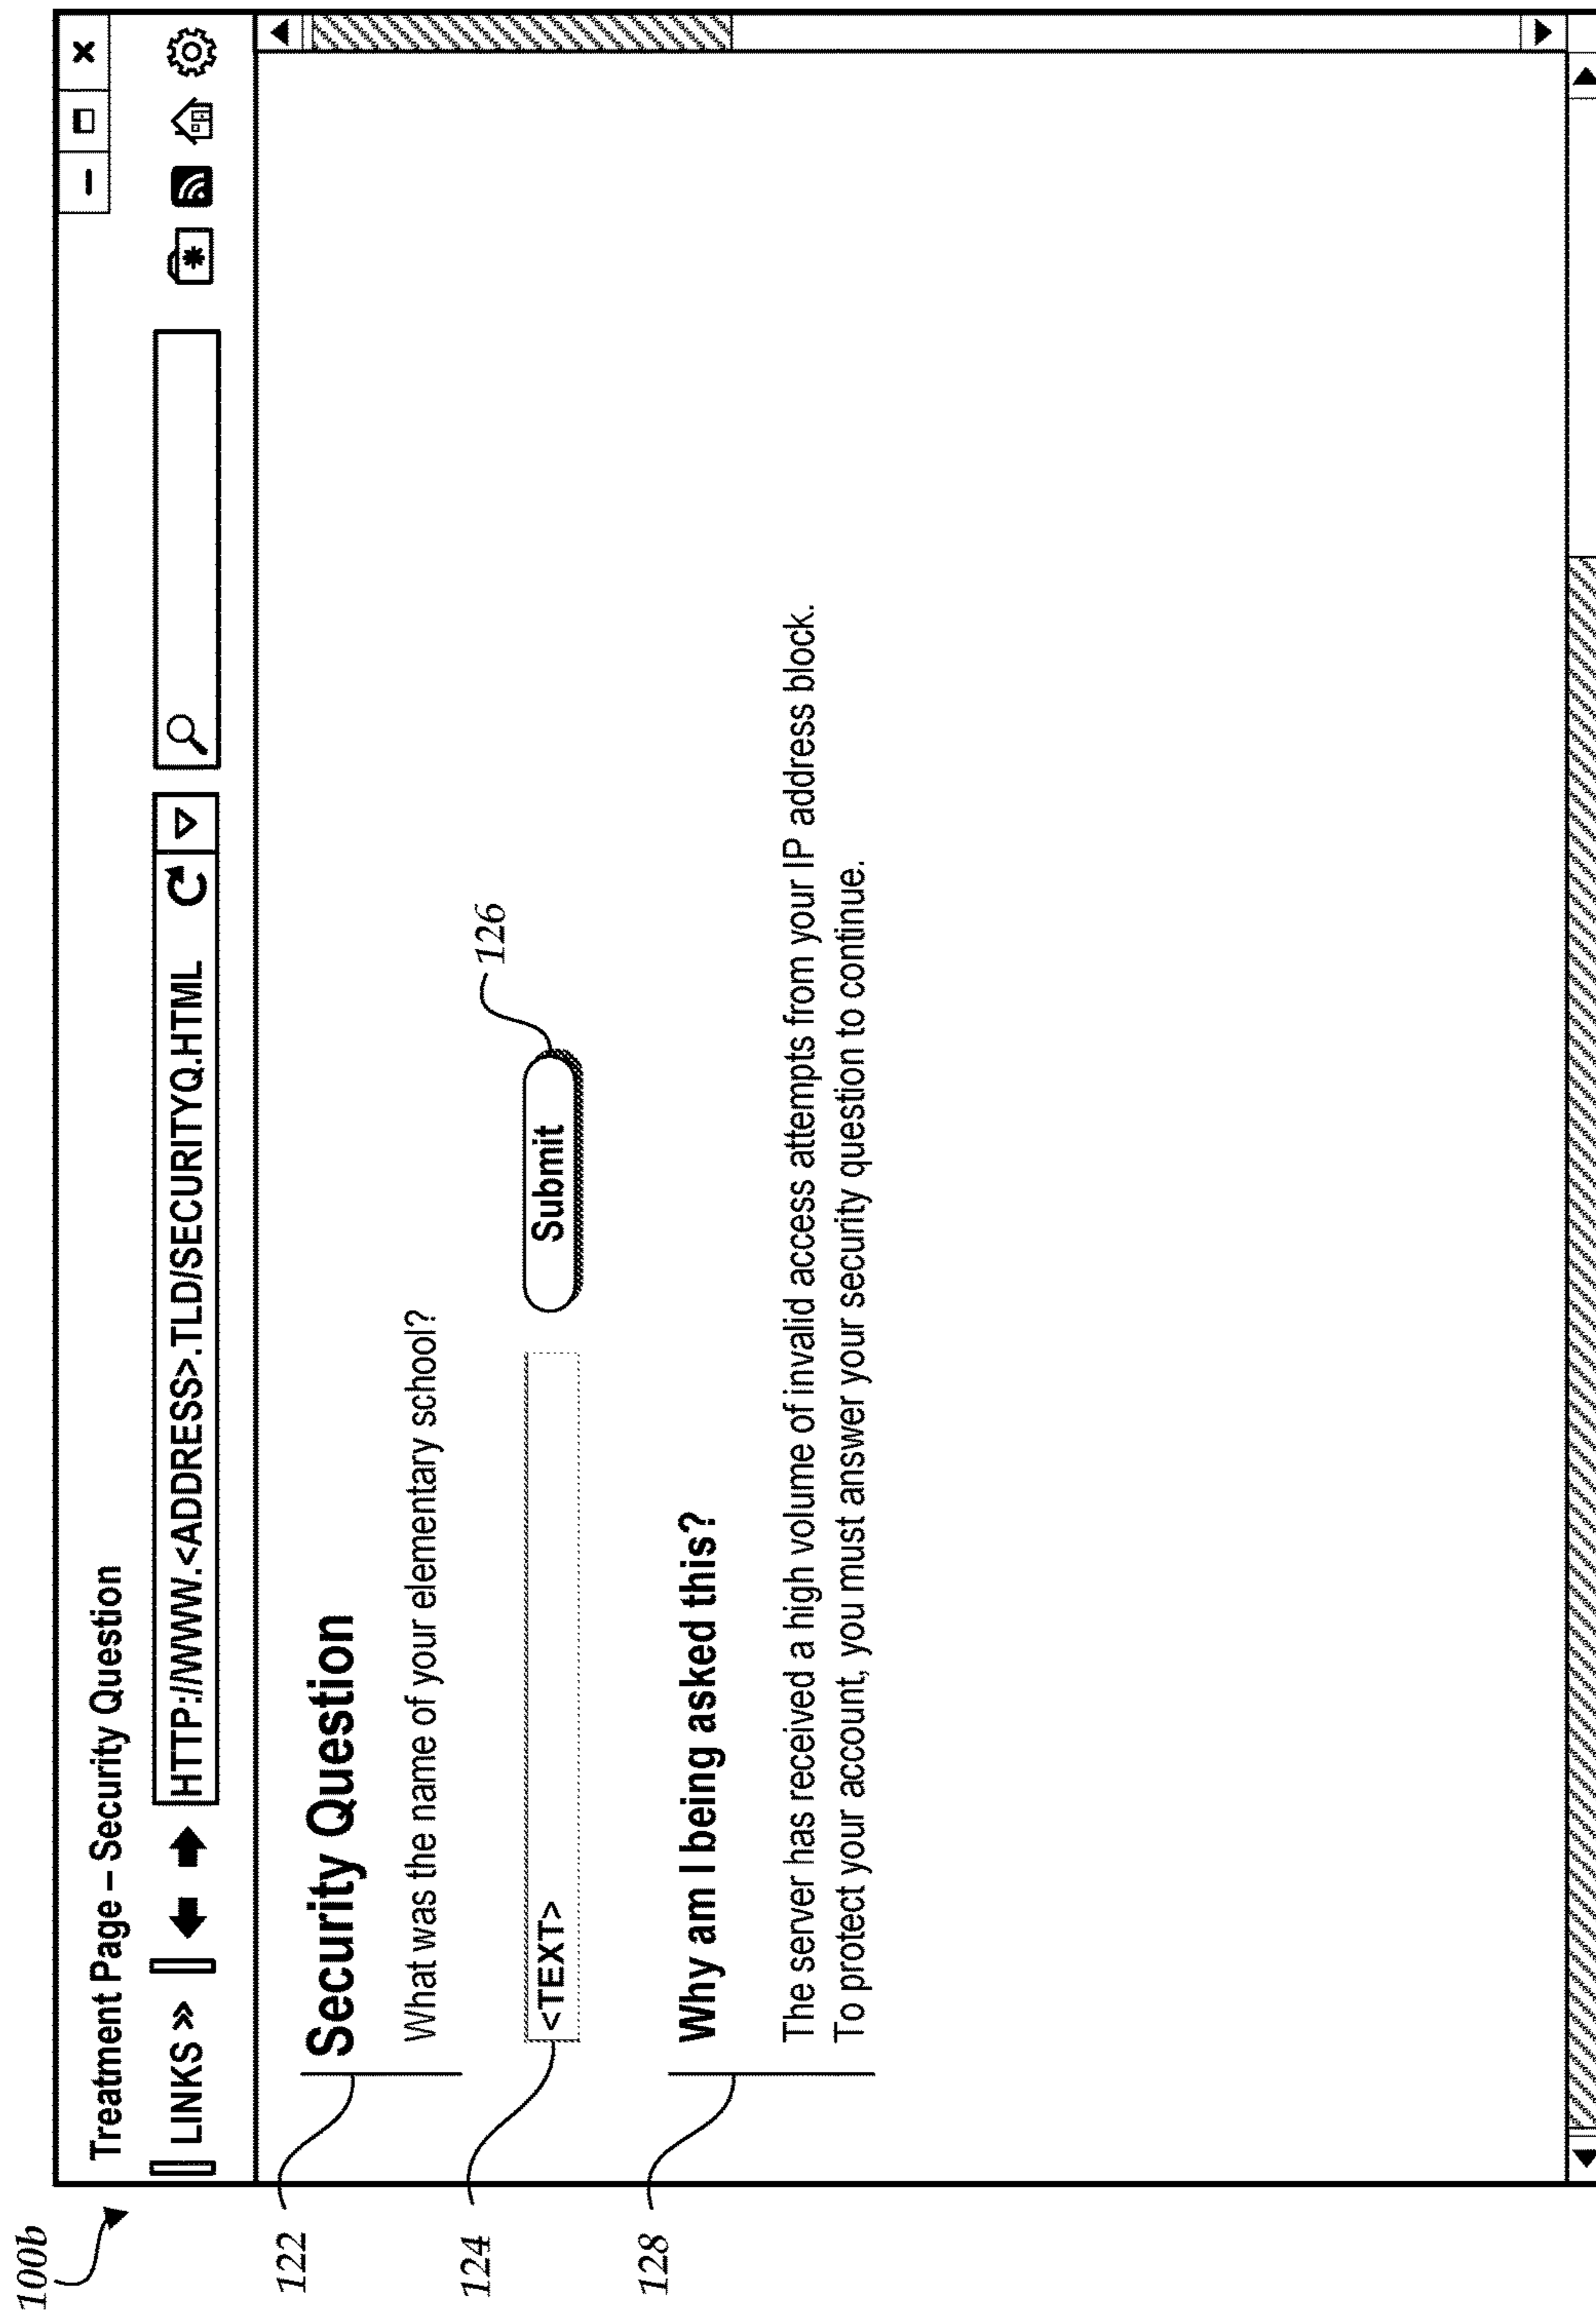 100b
Treatment Page – Security Question
LINKS » HTTP://WWW.<ADDRESS>.TLD/SECURITYQ.HTML
122
Security Question
What was the name of your elementary school?
124
<TEXT>
Submit
126
128
Why am I being asked this?
The server has received a high volume of invalid access attempts from your IP address block.
To protect your account, you must answer your security question to continue.